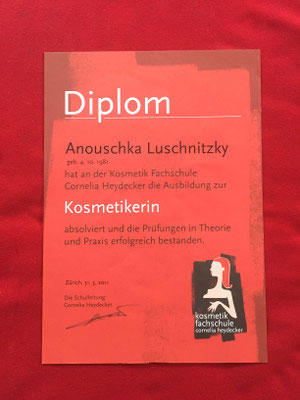 Diplom
Anouschka Luschnitzky
geb. 4. 10. 1981
hat an der Kosmetik Fachschule
Cornelia Heydecker die Ausbildung zur
Kosmetikerin
absolviert und die Prüfungen in Theorie
und Praxis erfolgreich bestanden.
Zürich, 31. 3. 2011
Die Schulleitung
Cornelia Heydecker
kosmetik
fachschule
cornelia heydecker